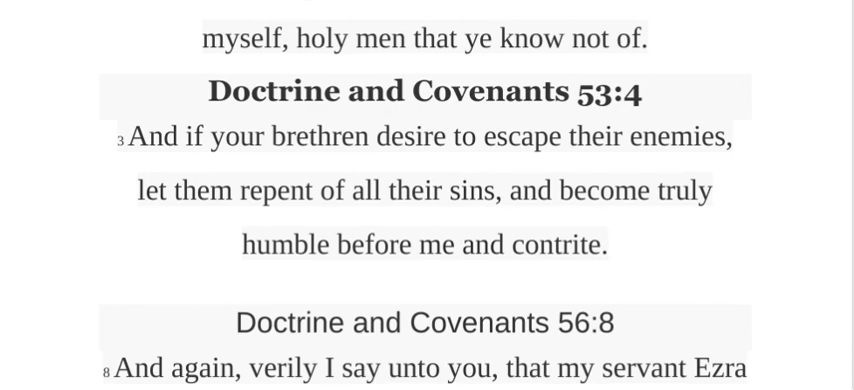 myself, holy men that ye know not of.
Doctrine and Covenants 53:4
3 And if your brethren desire to escape their enemies,
let them repent of all their sins, and become truly
humble before me and contrite.
Doctrine and Covenants 56:8
8 And again, verily I say unto you, that my servant Ezra